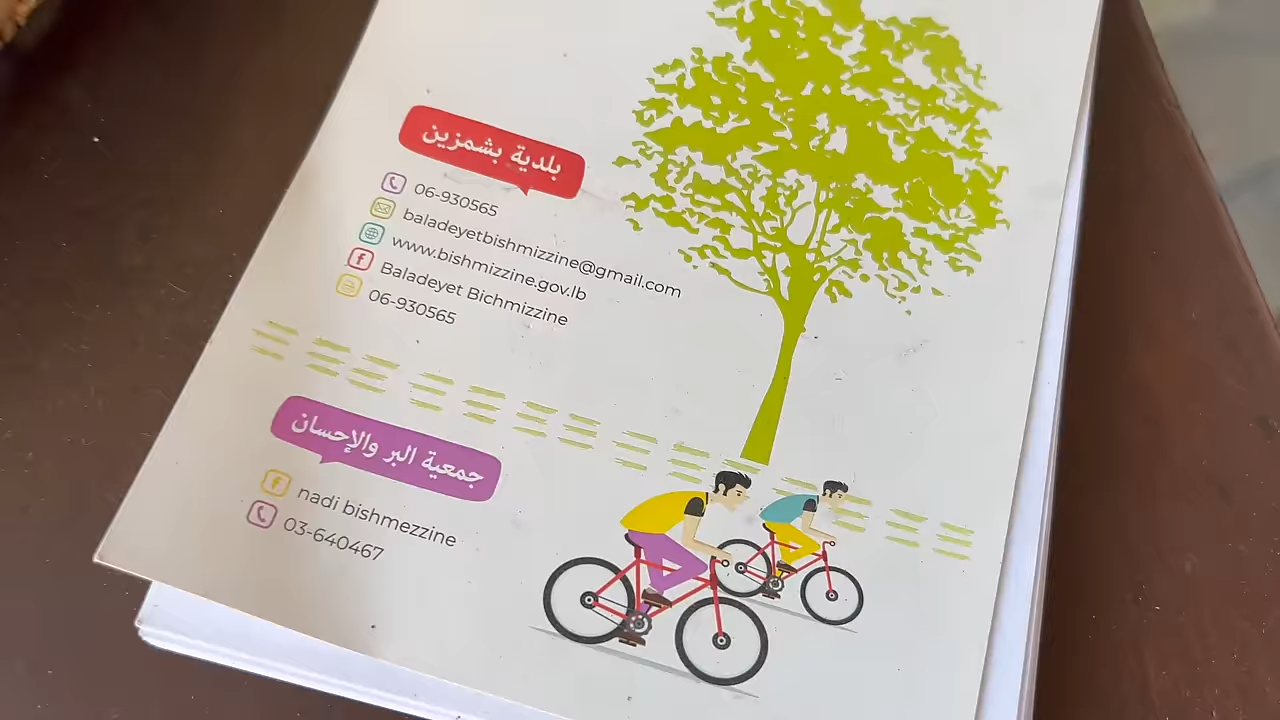 بلدية بشمزين
06-930565
baladeyetbishmizzine@gmail.com
www.bishmizzine.gov.lb
Baladeyet Bichmizzine
06-930565
جمعية البر والإحسان
nadi bishmezzine
03-640467